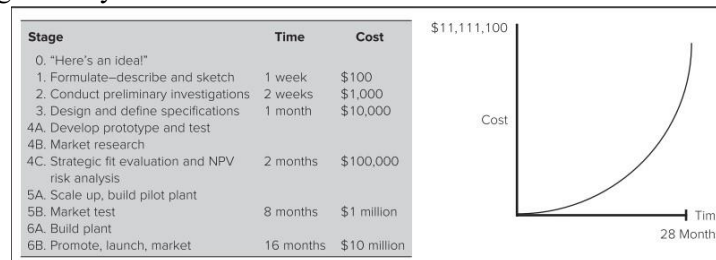 Stage Time Cost
0. “Here’s an idea!”
1. Formulate–describe and sketch 1 week $100
2. Conduct preliminary investigations 2 weeks $1,000
3. Design and define specifications 1 month $10,000
4A. Develop prototype and test
4B. Market research
4C. Strategic fit evaluation and NPV 2 months $100,000
risk analysis
5A. Scale up, build pilot plant
5B. Market test 8 months $1 million
6A. Build plant
6B. Promote, launch, market 16 months $10 million
$11,111,100
Cost
Tim
28 Month